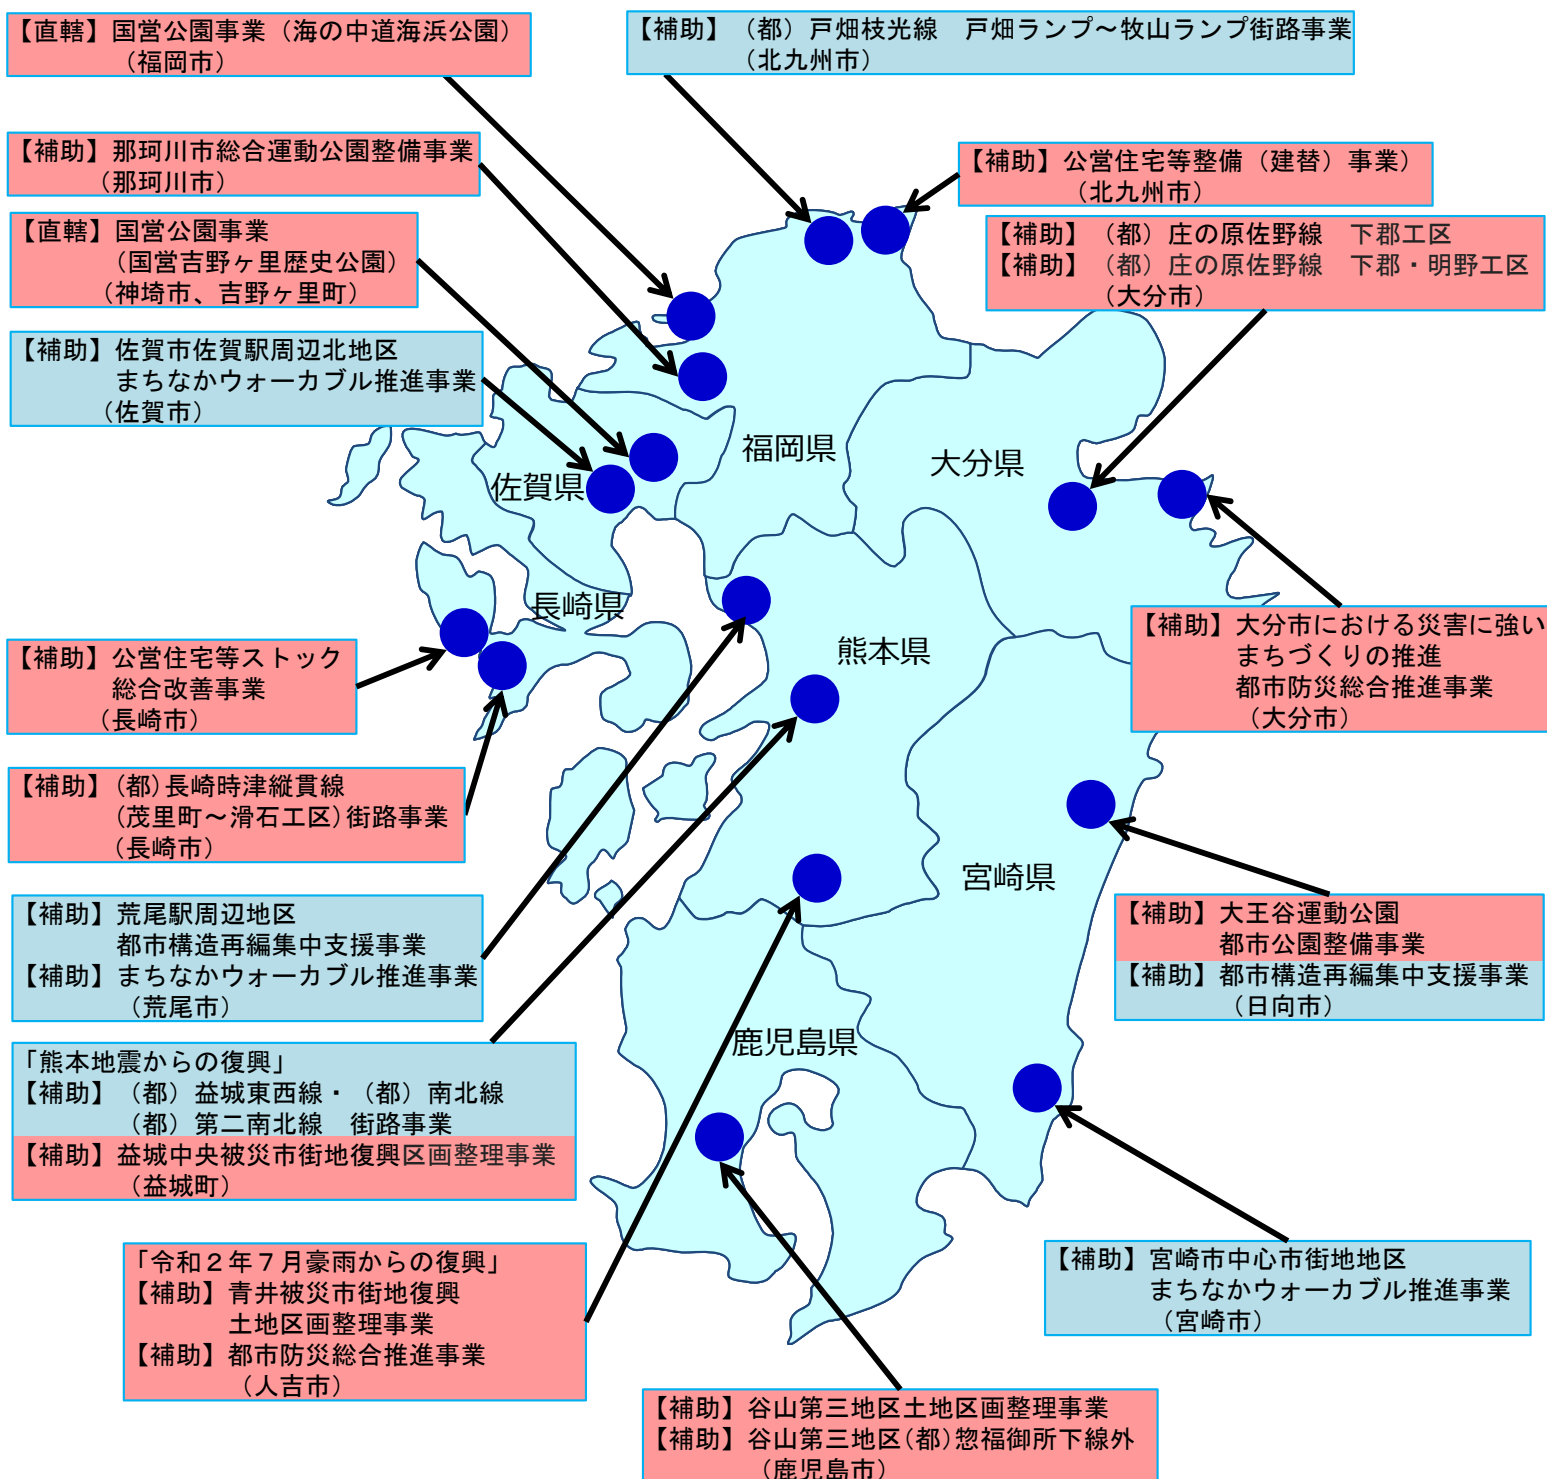 【直轄】国営公園事業（海の中道海浜公園）
（福岡市）
【補助】（都）戸畑枝光線　戸畑ランプ～牧山ランプ街路事業
（北九州市）
【補助】那珂川市総合運動公園整備事業
（那珂川市）
【補助】公営住宅等整備（建替）事業）
（北九州市）
【直轄】国営公園事業
（国営吉野ヶ里歴史公園）
（神埼市、吉野ヶ里町）
【補助】（都）庄の原佐野線　下郡工区
【補助】（都）庄の原佐野線　下郡・明野工区
（大分市）
【補助】佐賀市佐賀駅周辺北地区
まちなかウォーカブル推進事業
（佐賀市）
福岡県
大分県
佐賀県
長崎県
熊本県
【補助】大分市における災害に強い
まちづくりの推進
都市防災総合推進事業
（大分市）
【補助】公営住宅等ストック
総合改善事業
（長崎市）
【補助】(都)長崎時津縦貫線
(茂里町～滑石工区)街路事業
（長崎市）
宮崎県
【補助】荒尾駅周辺地区
都市構造再編集中支援事業
【補助】まちなかウォーカブル推進事業
（荒尾市）
【補助】大王谷運動公園
都市公園整備事業
【補助】都市構造再編集中支援事業
（日向市）
鹿児島県
「熊本地震からの復興」
【補助】（都）益城東西線・（都）南北線
（都）第二南北線　街路事業
【補助】益城中央被災市街地復興区画整理事業
（益城町）
「令和２年７月豪雨からの復興」
【補助】青井被災市街地復興
土地区画整理事業
【補助】都市防災総合推進事業
（人吉市）
【補助】宮崎市中心市街地地区
まちなかウォーカブル推進事業
（宮崎市）
【補助】谷山第三地区土地区画整理事業
【補助】谷山第三地区(都)惣福御所下線外
（鹿児島市）